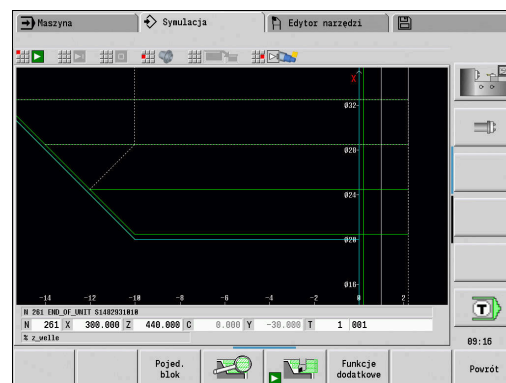 Maszyna Symulacja Edytor narzędzi
X
Ø32
Ø28
Ø24
Ø20
Ø16
-14 -12 -10 -8 -6 -4 -2 0 2
N 261 END_OF_UNIT S1402931010
N 261 X 300.000 Z 440.000 C 0.000 Y -30.000 T 1 001
% z_welle
T
09:16
Pojed. blok
Funkcje dodatkowe
Powrót